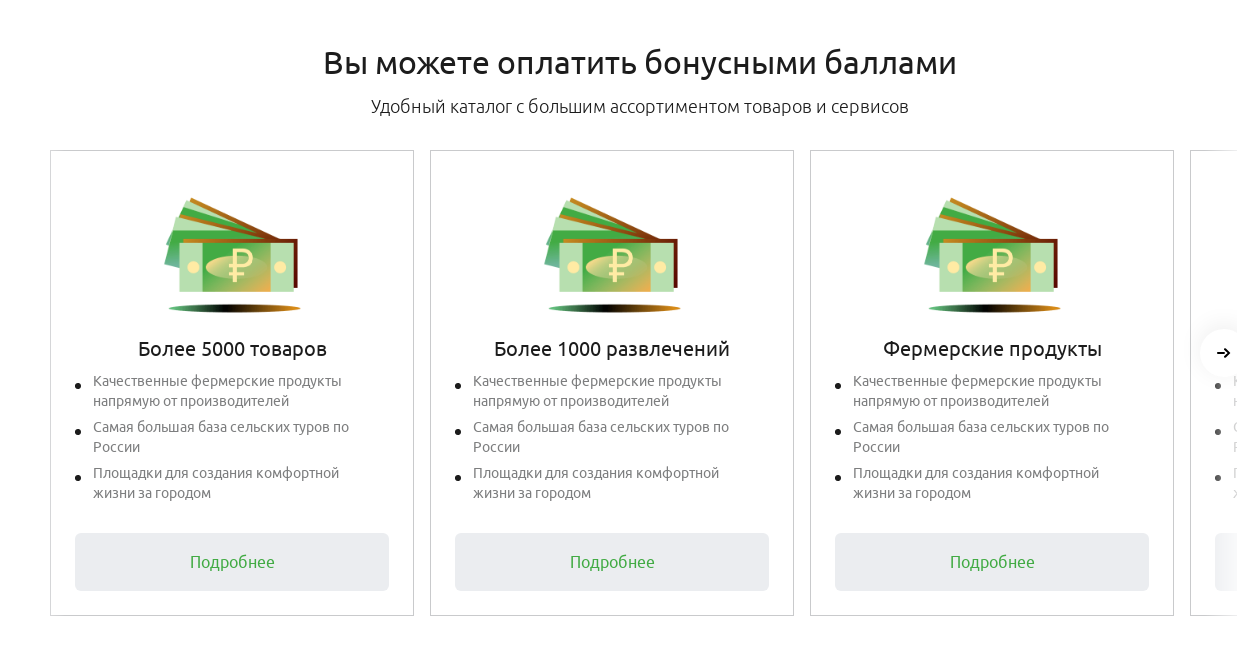 Вы можете оплатить бонусными баллами
Удобный каталог с большим ассортиментом товаров и сервисов
Более 5000 товаров
Качественные фермерские продукты
напрямую от производителей
Самая большая база сельских туров по
России
Площадки для создания комфортной
жизни за городом
Подробнее
Более 1000 развлечений
Качественные фермерские продукты
напрямую от производителей
Самая большая база сельских туров по
России
Площадки для создания комфортной
жизни за городом
Подробнее
Фермерские продукты
Качественные фермерские продукты
напрямую от производителей
Самая большая база сельских туров по
России
Площадки для создания комфортной
жизни за городом
Подробнее